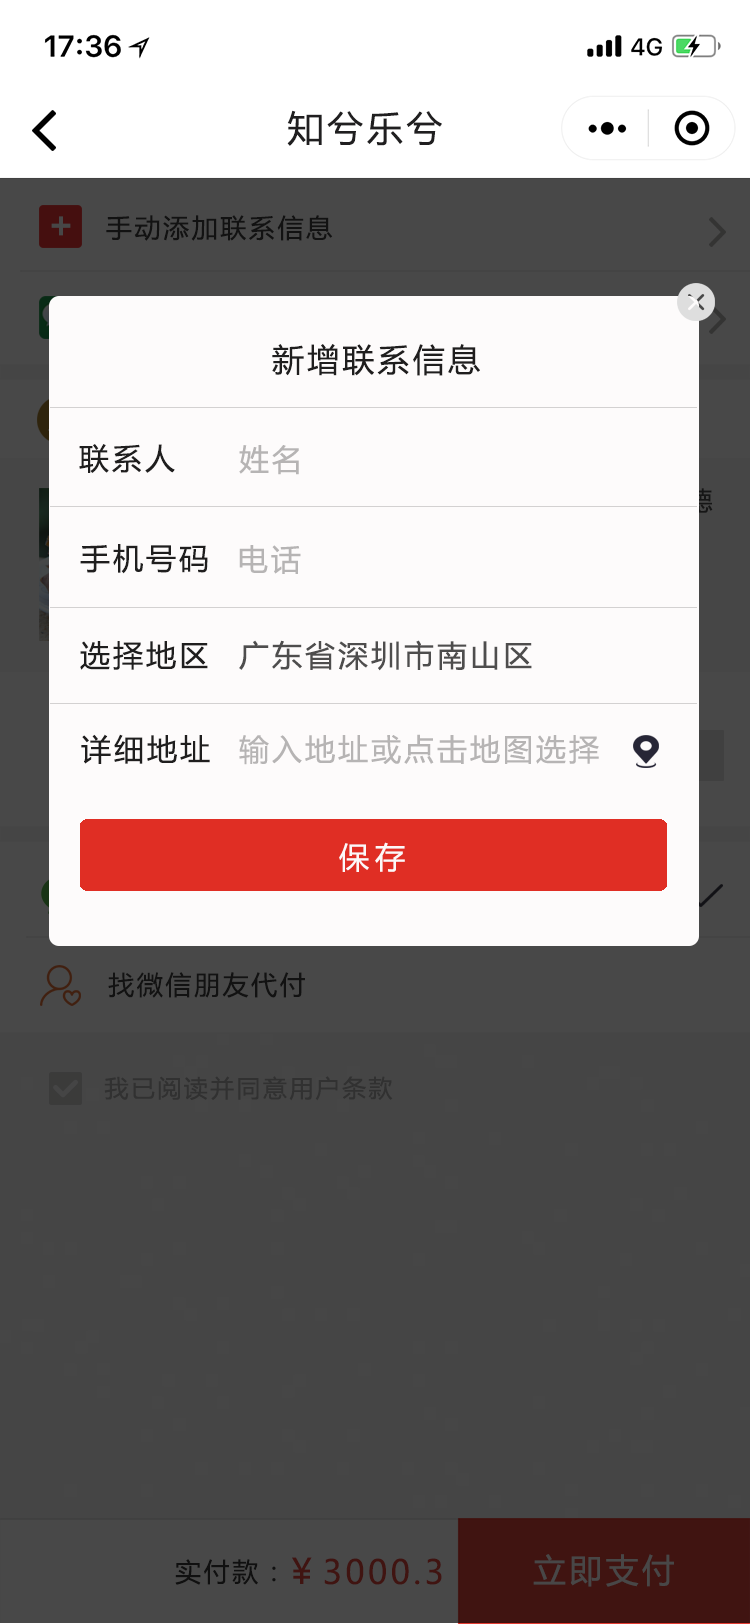 17:36
4G
知兮乐兮
手动添加联系信息
新增联系信息
联系人 姓名
德
手机号码 电话
选择地区 广东省深圳市南山区
详细地址 输入地址或点击地图选择
保存
找微信朋友代付
我已阅读并同意用户条款
实付款：¥ 3000.3 立即支付